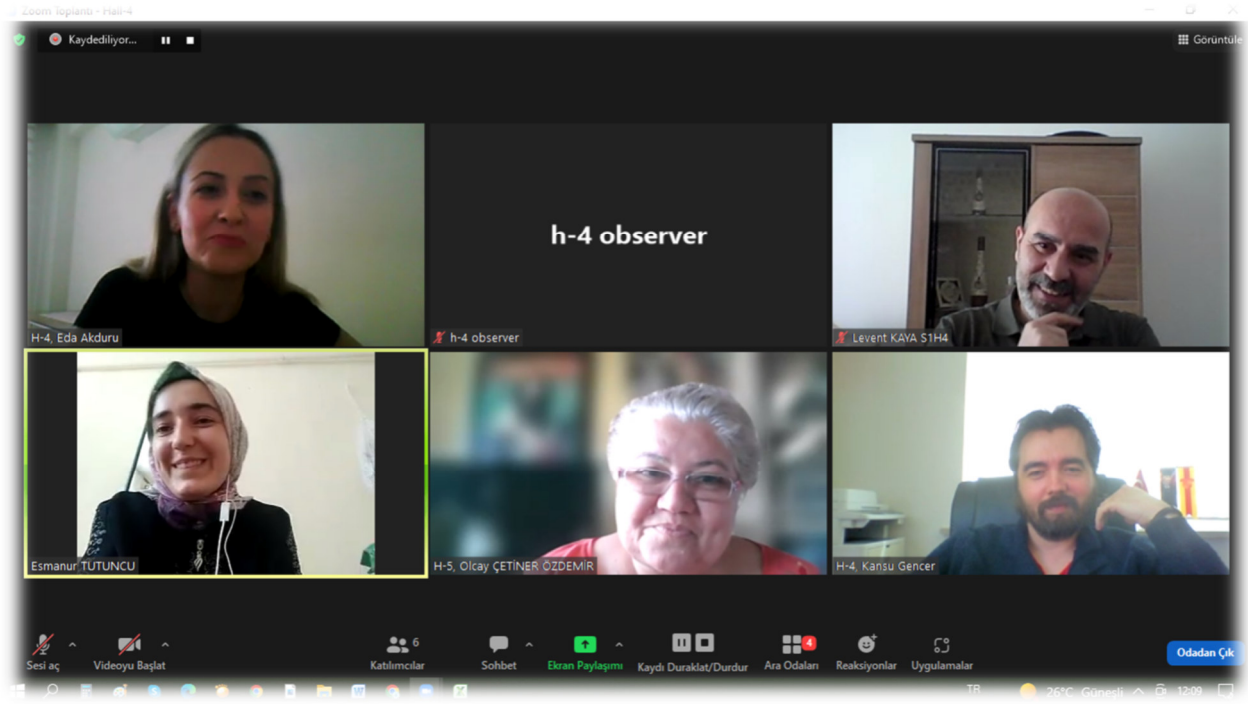 Zoom Toplantı - Hall-4
Kaydediliyor...
Görüntüle
h-4 observer
H-4, Eda Akduru
h-4 observer
Levent KAYA S1H4
Esmanur TÜTUNCU
H-5, Olcay ÇETİNER ÖZDEMİR
H-4, Kansu Gencer
6
4
Sesi aç
Videoyu Başlat
Katılımcılar
Sohbet
Ekran Paylaşımı
Kaydı Duraklat/Durdur
Ara Odaları
Reaksiyonlar
Uygulamalar
Odadan Çık
TR
26°C Güneşli
12:09